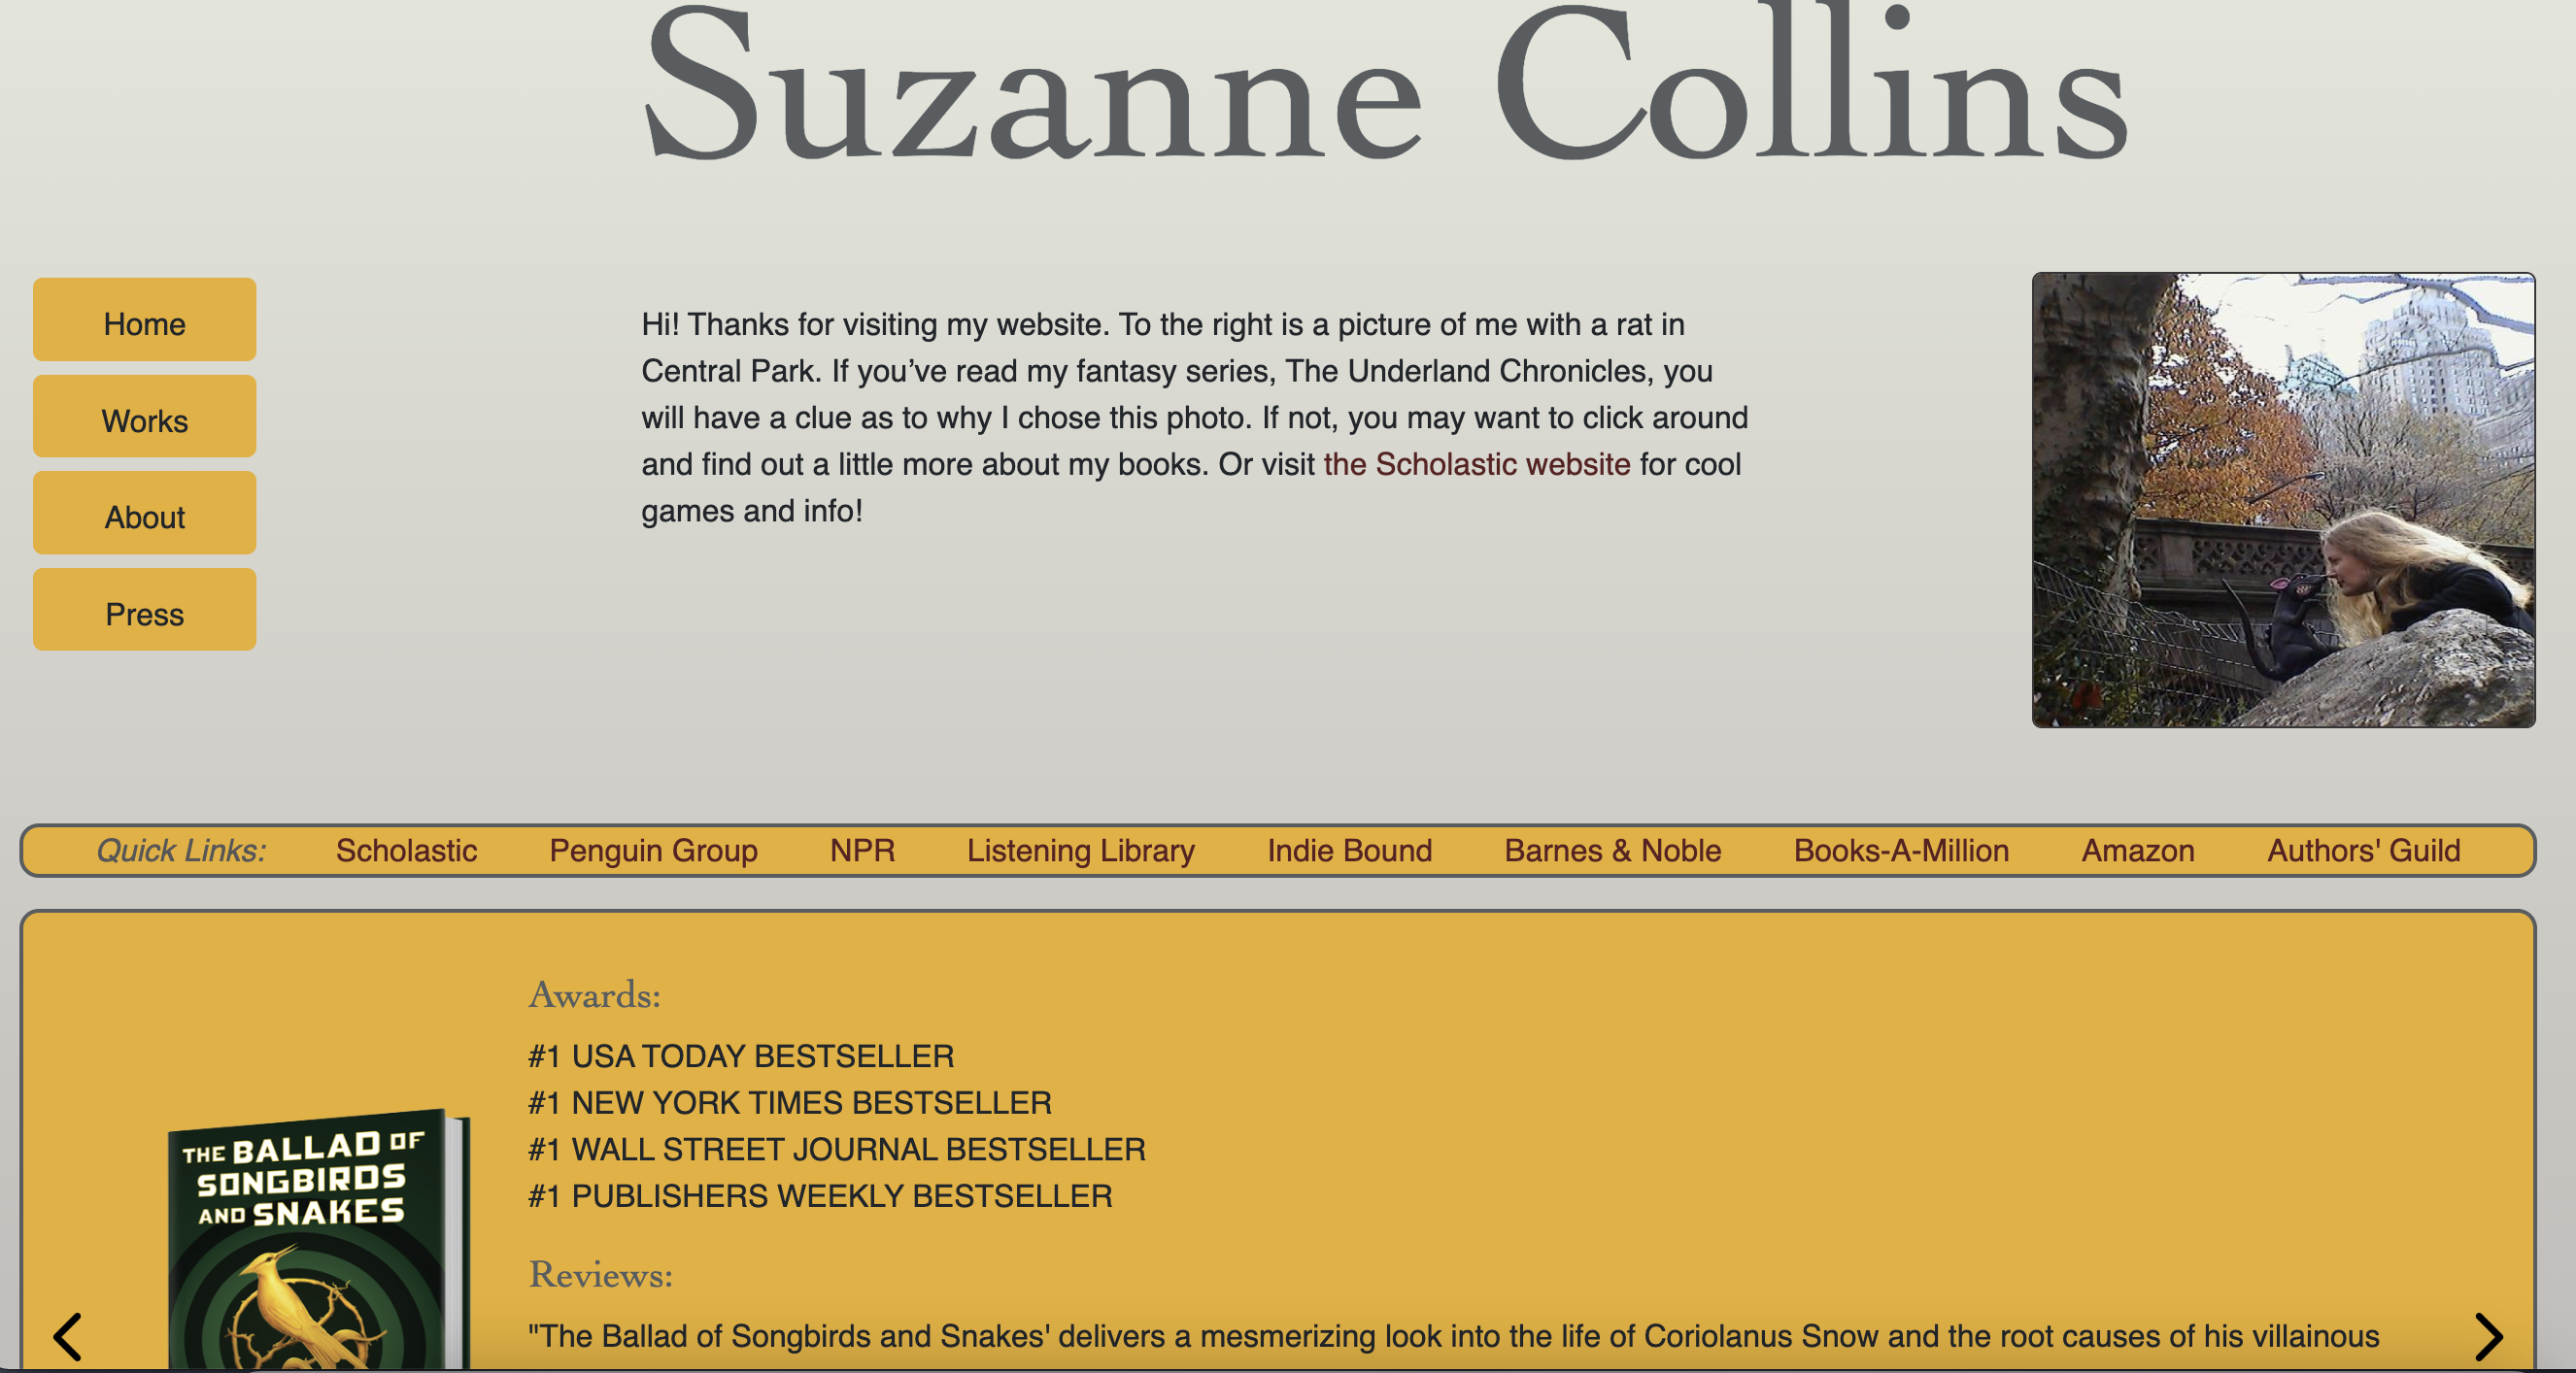 Suzanne Collins
Home
Works
About
Press
Hi! Thanks for visiting my website. To the right is a picture of me with a rat in
Central Park. If you’ve read my fantasy series, The Underland Chronicles, you
will have a clue as to why I chose this photo. If not, you may want to click around
and find out a little more about my books. Or visit the Scholastic website for cool
games and info!
Quick Links: Scholastic Penguin Group NPR Listening Library Indie Bound Barnes & Noble Books-A-Million Amazon Authors' Guild
THE BALLAD OF
SONGBIRDS
AND SNAKES
Awards:
#1 USA TODAY BESTSELLER
#1 NEW YORK TIMES BESTSELLER
#1 WALL STREET JOURNAL BESTSELLER
#1 PUBLISHERS WEEKLY BESTSELLER
Reviews:
"The Ballad of Songbirds and Snakes' delivers a mesmerizing look into the life of Coriolanus Snow and the root causes of his villainous